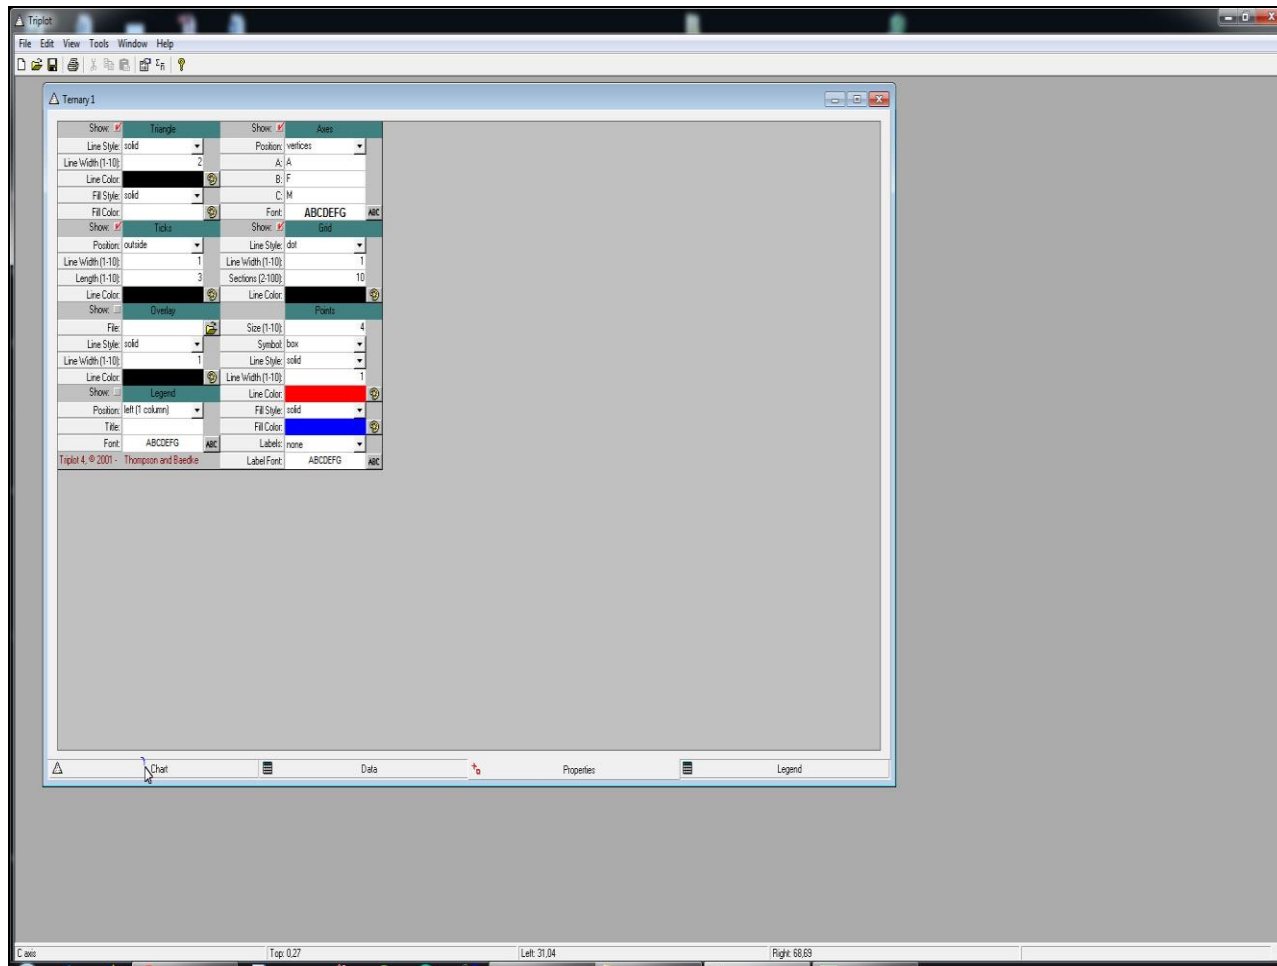 Triplot
File Edit View Tools Window Help
Ternary 1
Show: Triangle Show: Axes
Line Style: solid Position: vertices
Line Width (1-10): 2 A: A
Line Color: B: F
Fill Style: solid C: M
Fill Color: Font: ABCDEFG ABC
Show: Ticks Show: Grid
Position: outside Line Style: dot
Line Width (1-10): 1 Line Width (1-10): 1
Length (1-10): 3 Sections (2-100): 10
Line Color: Line Color:
Show: Overlay Points
File: Size (1-10): 4
Line Style: solid Symbol: box
Line Width (1-10): 1 Line Style: solid
Line Color: Line Width (1-10): 1
Show: Legend Line Color:
Position: left (1 column) Fill Style: solid
Title: Fill Color:
Font: ABCDEFG ABC Labels: none
Triplot 4, © 2001 - Thompson and Baedke Label Font: ABCDEFG ABC
Chart Data Properties Legend
C axis Top: 0,27 Left: 31,04 Right: 68,69